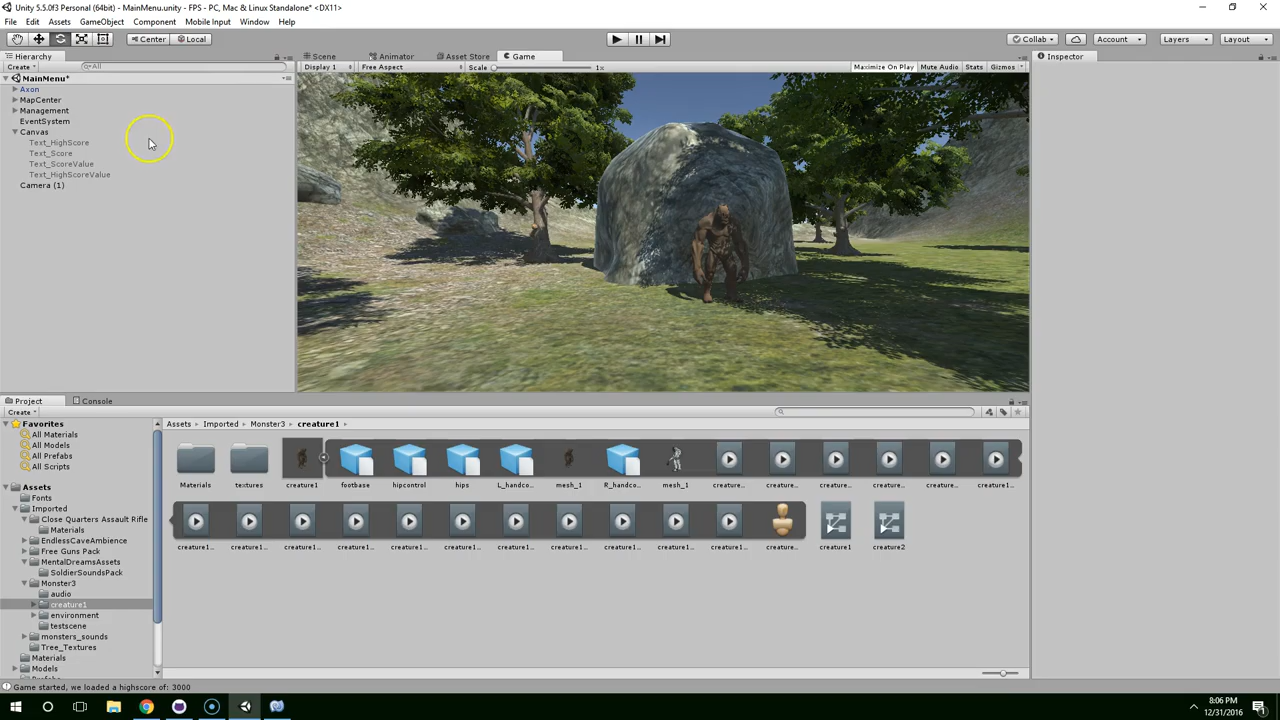 Unity 5.5.0f3 Personal (64bit) - MainMenu.unity - FPS - PC, Mac & Linux Standalone* <DX11>
File Edit Assets GameObject Component Mobile Input Window Help
Center Local Collab Account Layers Layout
Hierarchy Scene Animator Asset Store Game Inspector
Create All Display 1 Free Aspect Scale 1x Maximize On Play Mute Audio Stats Gizmos
MainMenu*
Axon
MapCenter
Management
EventSystem
Canvas
Text_HighScore
Text_Score
Text_ScoreValue
Text_HighScoreValue
Camera (1)
Project Console
Create
Favorites
All Materials
All Models
All Prefabs
All Scripts
Assets
Fonts
Imported
Close Quarters Assault Rifle
Materials
EndlessCaveAmbience
Free Guns Pack
MentalDreamsAssets
SoldierSoundsPack
Monster3
audio
creature1
environment
testscene
monsters_sounds
Tree_Textures
Materials
Models
Assets Imported Monster3 creature1
Materials textures creature1 footbase hipcontrol hips L_handco... mesh_1 R_handco... mesh_1 creature... creature... creature... creature... creature... creature1...
creature1... creature1... creature1... creature1... creature1... creature1... creature1... creature1... creature1... creature1... creature1... creature... creature1 creature2
Game started, we loaded a highscore of: 3000
8:06 PM
12/31/2016